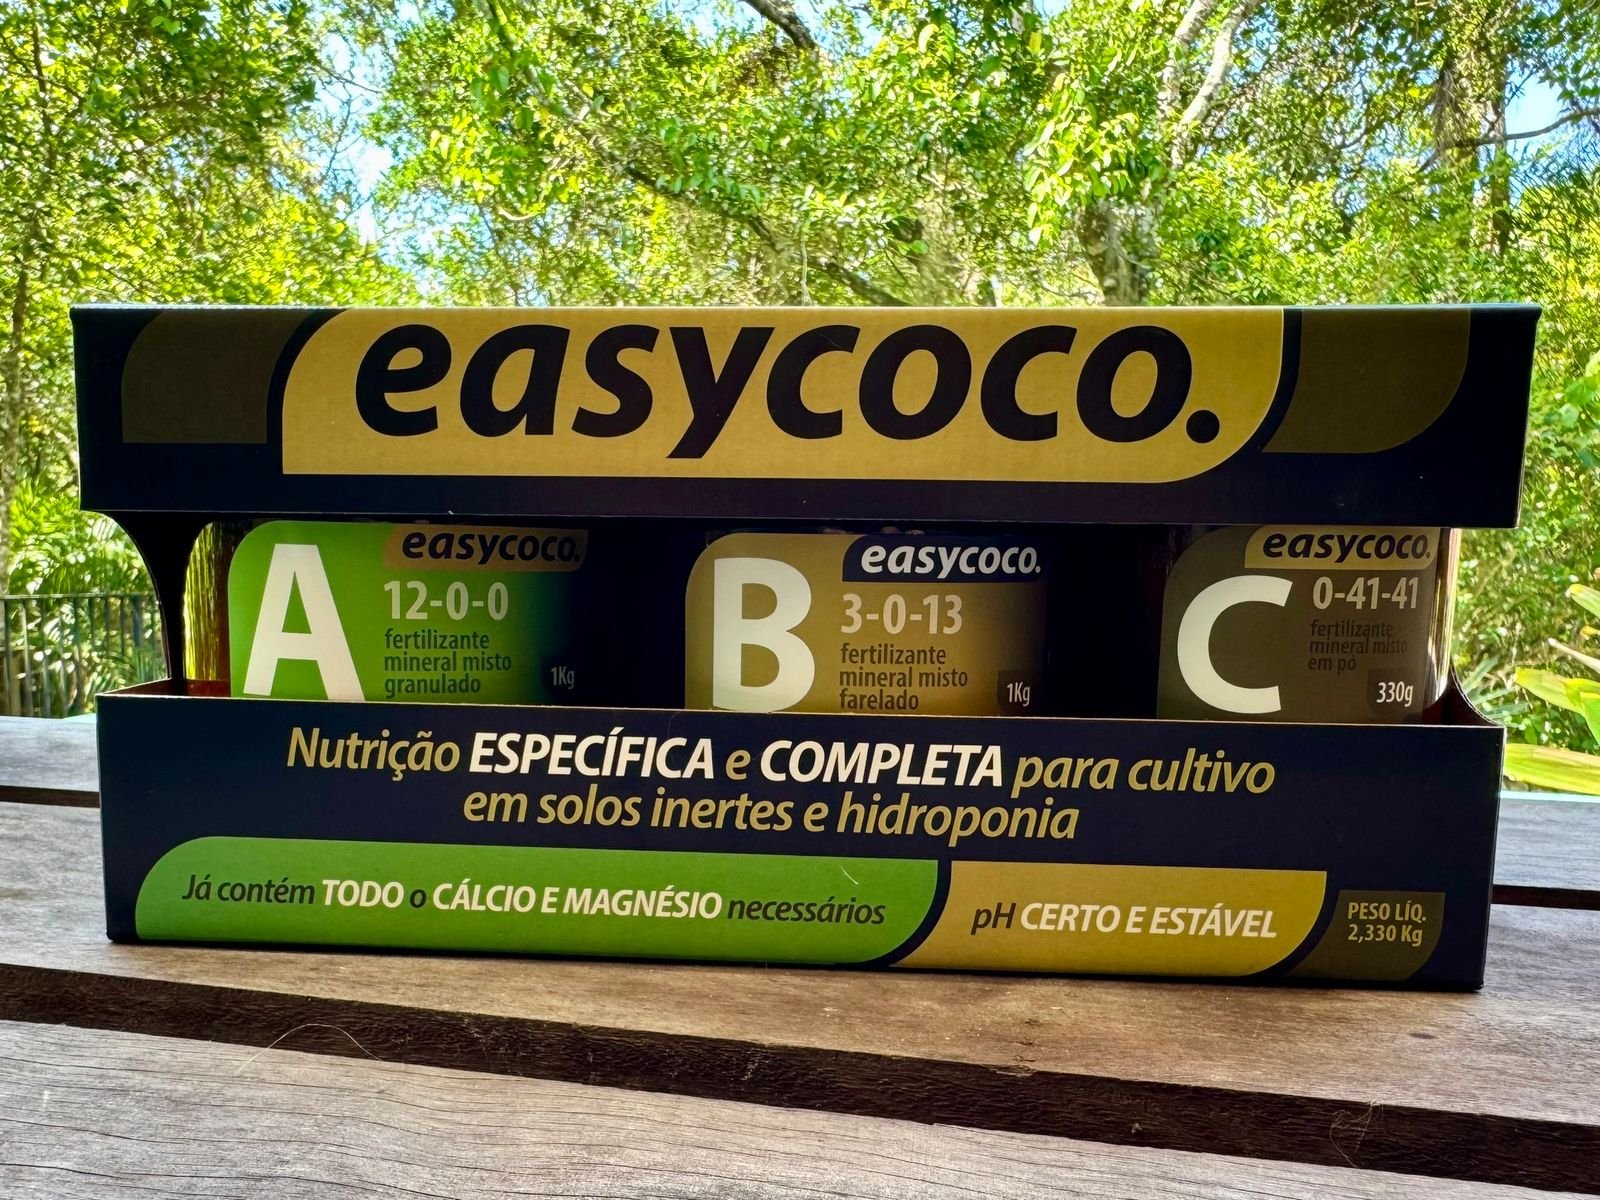 easycoco.
A
easycoco.
12-0-0
fertilizante
mineral misto
granulado
1Kg
B
easycoco.
3-0-13
fertilizante
mineral misto
farelado
1Kg
C
easycoco.
0-41-41
fertilizante
mineral misto
em pó
330g
Nutrição ESPECÍFICA e COMPLETA para cultivo
em solos inertes e hidroponia
Já contém TODO o CÁLCIO E MAGNÉSIO necessários
pH CERTO E ESTÁVEL
PESO LÍQ.
2,330 Kg